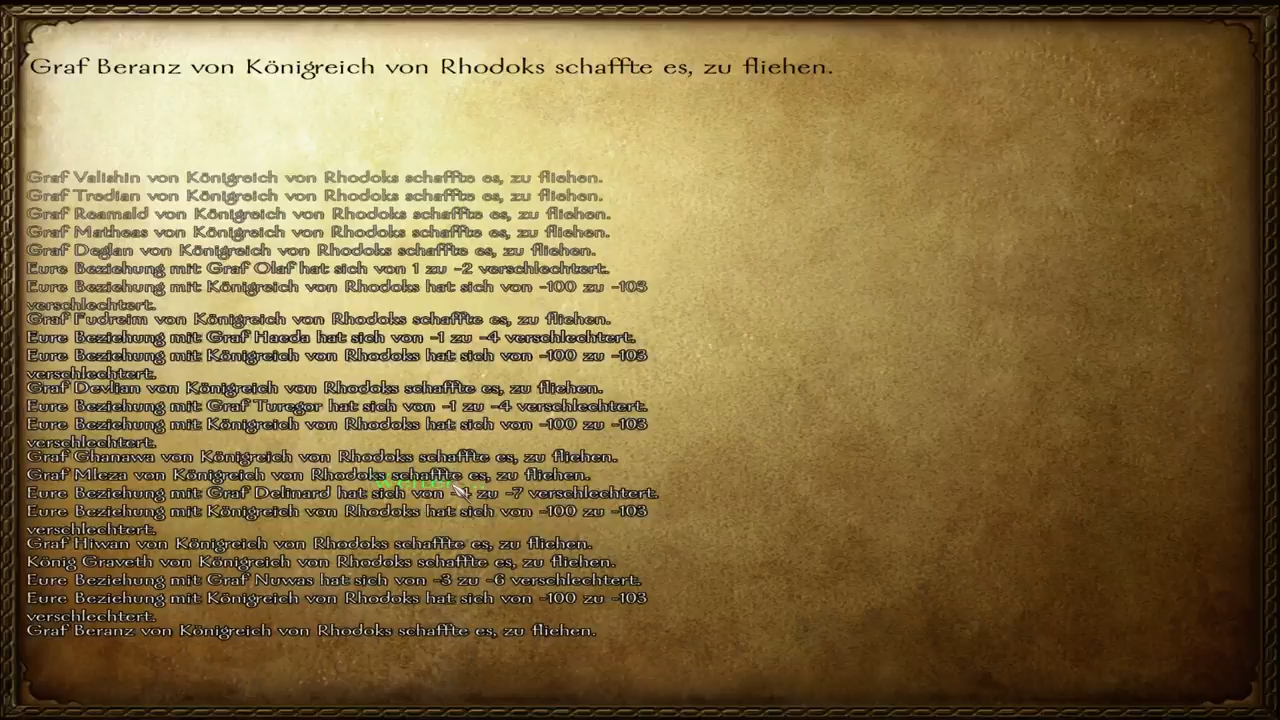 Graf Beranz von Königreich von Rhodoks schaffte es, zu fliehen.
Graf Valishin von Königreich von Rhodoks schaffte es, zu fliehen.
Graf Tredian von Königreich von Rhodoks schaffte es, zu fliehen.
Graf Reamald von Königreich von Rhodoks schaffte es, zu fliehen.
Graf Matheas von Königreich von Rhodoks schaffte es, zu fliehen.
Graf Deglan von Königreich von Rhodoks schaffte es, zu fliehen.
Eure Beziehung mit Graf Olaf hat sich von 1 zu -2 verschlechtert.
Eure Beziehung mit Königreich von Rhodoks hat sich von -100 zu -103
verschlechtert.
Graf Fudreim von Königreich von Rhodoks schaffte es, zu fliehen.
Eure Beziehung mit Graf Haeda hat sich von -1 zu -4 verschlechtert.
Eure Beziehung mit Königreich von Rhodoks hat sich von -100 zu -103
verschlechtert.
Graf Devlian von Königreich von Rhodoks schaffte es, zu fliehen.
Eure Beziehung mit Graf Turegor hat sich von -1 zu -4 verschlechtert.
Eure Beziehung mit Königreich von Rhodoks hat sich von -100 zu -103
verschlechtert.
Graf Ghanawa von Königreich von Rhodoks schaffte es, zu fliehen.
Graf Mleza von Königreich von Rhodoks schaffte es, zu fliehen.
Eure Beziehung mit Graf Delinard hat sich von -4 zu -7 verschlechtert.
Eure Beziehung mit Königreich von Rhodoks hat sich von -100 zu -103
verschlechtert.
Graf Hiwan von Königreich von Rhodoks schaffte es, zu fliehen.
König Graveth von Königreich von Rhodoks schaffte es, zu fliehen.
Eure Beziehung mit Graf Nuwas hat sich von -3 zu -6 verschlechtert.
Eure Beziehung mit Königreich von Rhodoks hat sich von -100 zu -103
verschlechtert.
Graf Beranz von Königreich von Rhodoks schaffte es, zu fliehen.